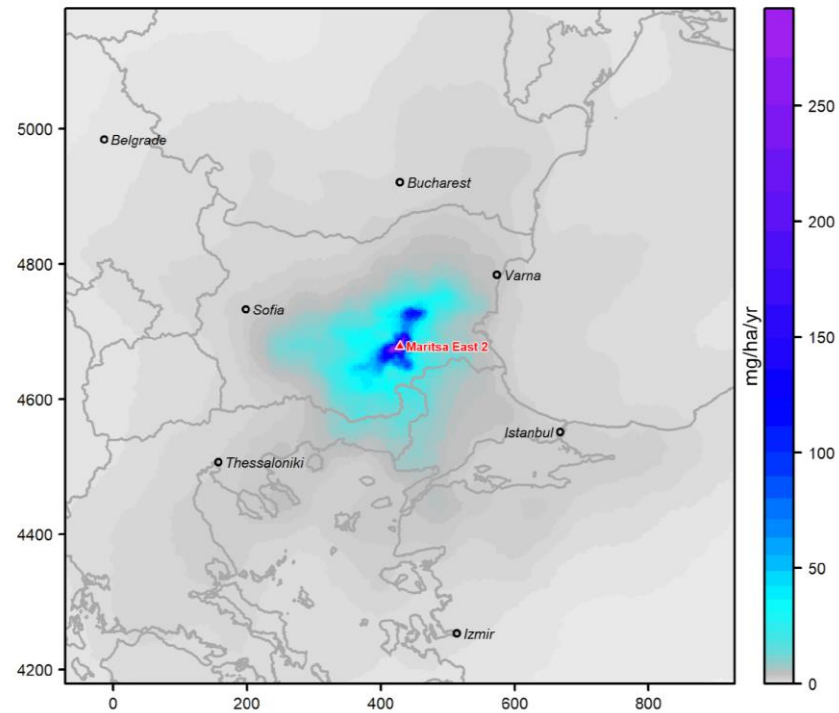 5000
4800
4600
4400
4200
0
200
400
600
800
Belgrade
Bucharest
Varna
Sofia
Maritsa East 2
Istanbul
Thessaloniki
Izmir
mg/ha/yr
250
200
150
100
50
0